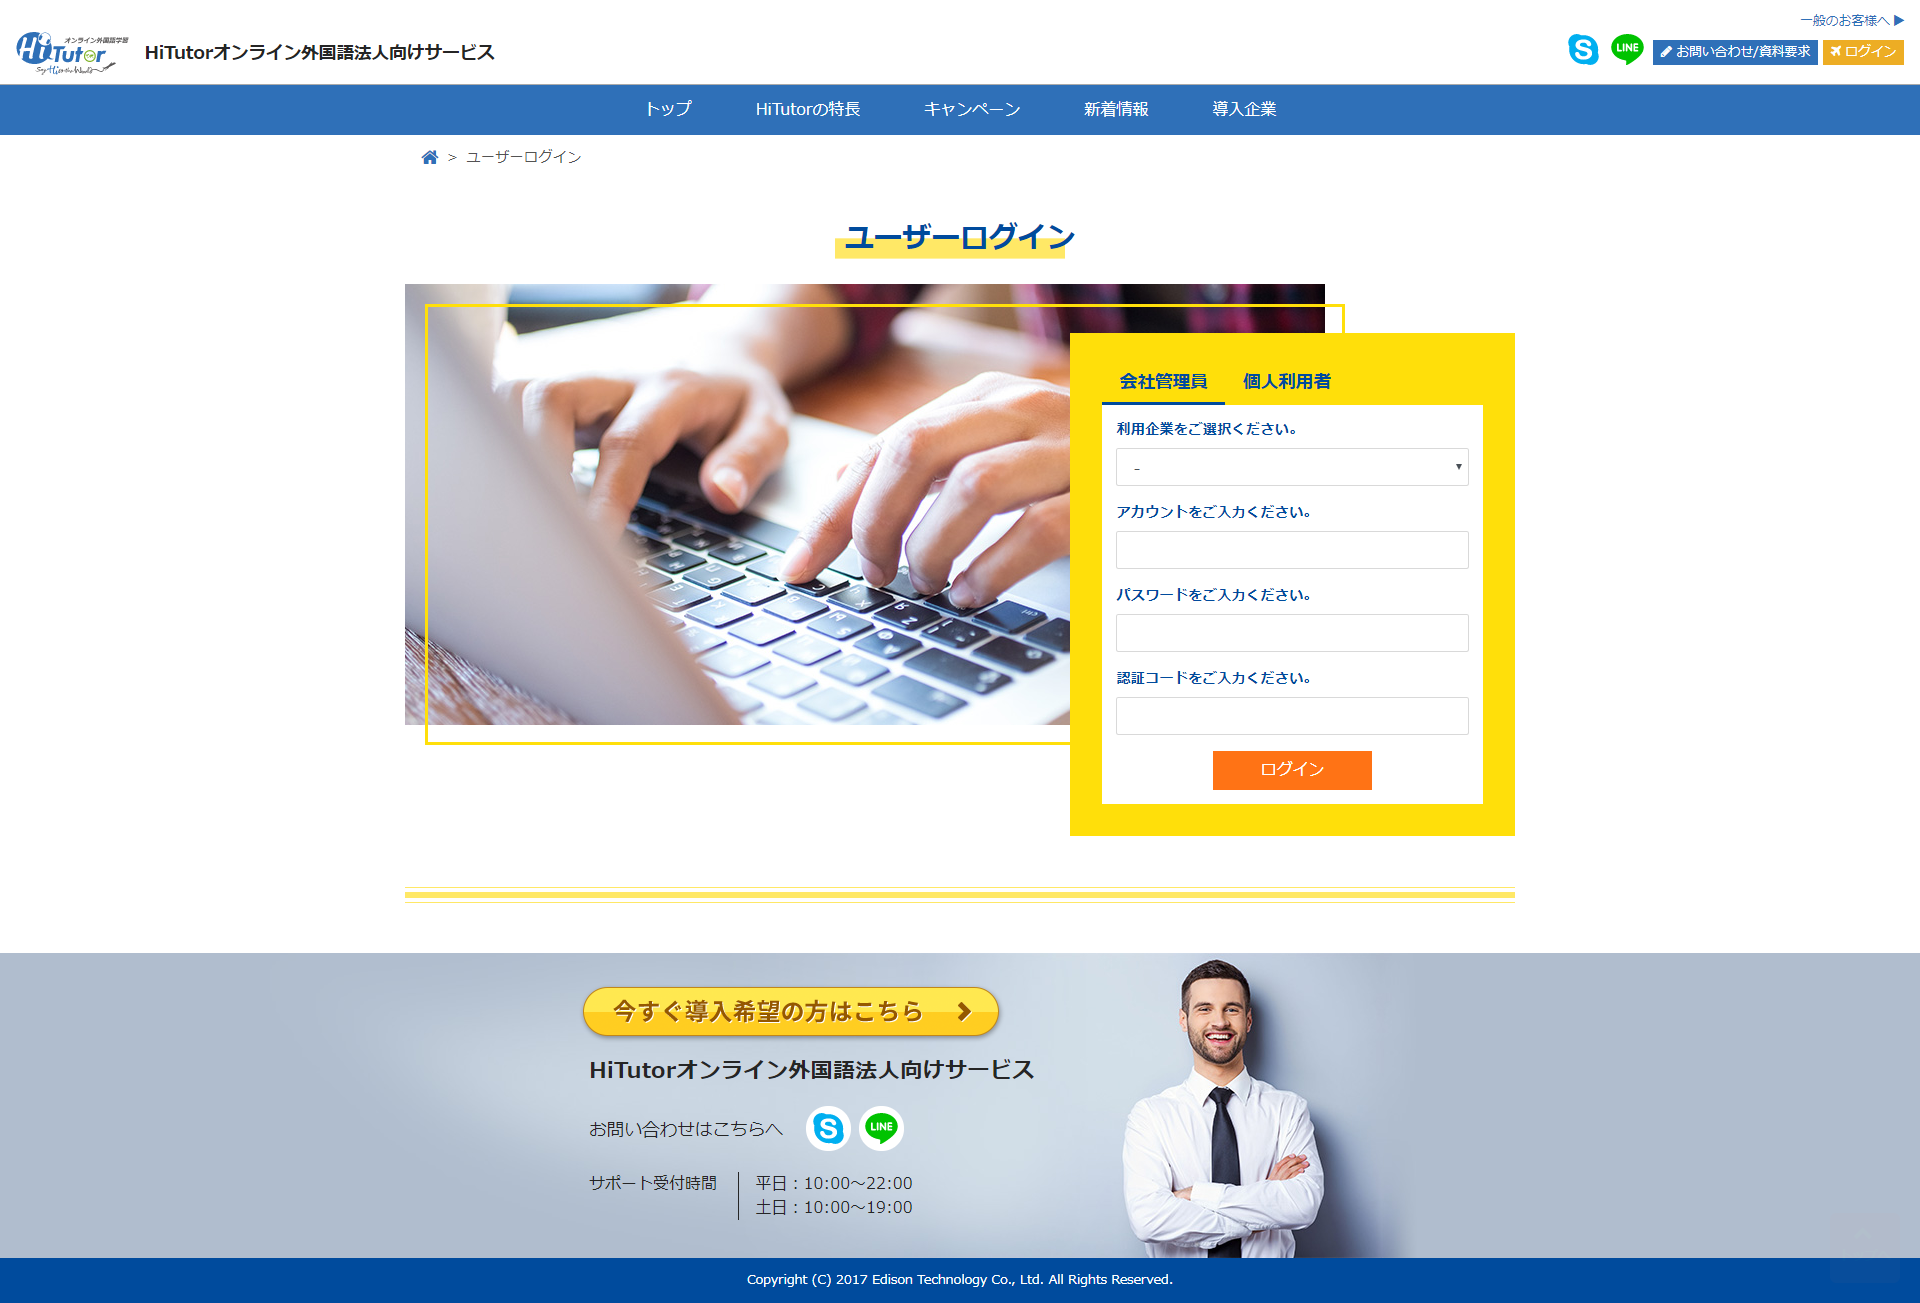 一般のお客様へ ▶
オンライン外国語学習
HiTutor
Say Hi to the World
HiTutorオンライン外国語法人向けサービス
LINE
お問い合わせ/資料要求
ログイン
トップ
HiTutorの特長
キャンペーン
新着情報
導入企業
> ユーザーログイン
ユーザーログイン
会社管理員
個人利用者
利用企業をご選択ください。
-
アカウントをご入力ください。
パスワードをご入力ください。
認証コードをご入力ください。
ログイン
今すぐ導入希望の方はこちら
HiTutorオンライン外国語法人向けサービス
お問い合わせはこちらへ
LINE
サポート受付時間
平日：10:00～22:00
土日：10:00～19:00
Copyright (C) 2017 Edison Technology Co., Ltd. All Rights Reserved.